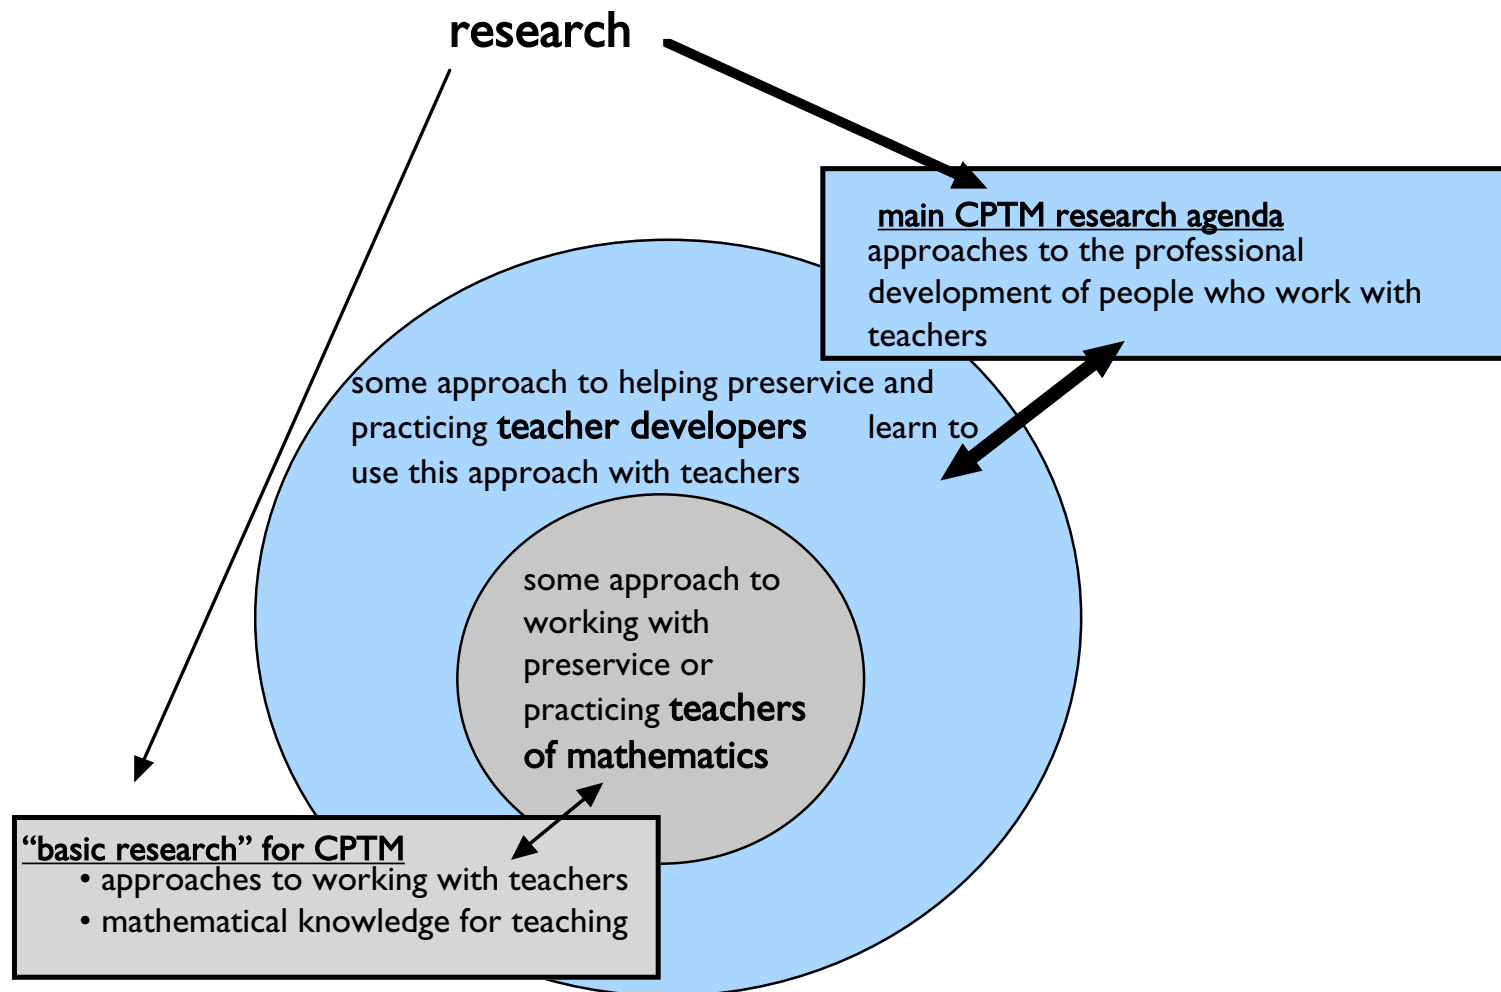 research
main CPTM research agenda
approaches to the professional
development of people who work with
teachers
some approach to helping preservice and
practicing teacher developers learn to
use this approach with teachers
some approach to
working with
preservice or
practicing teachers
of mathematics
“basic research” for CPTM
• approaches to working with teachers
• mathematical knowledge for teaching